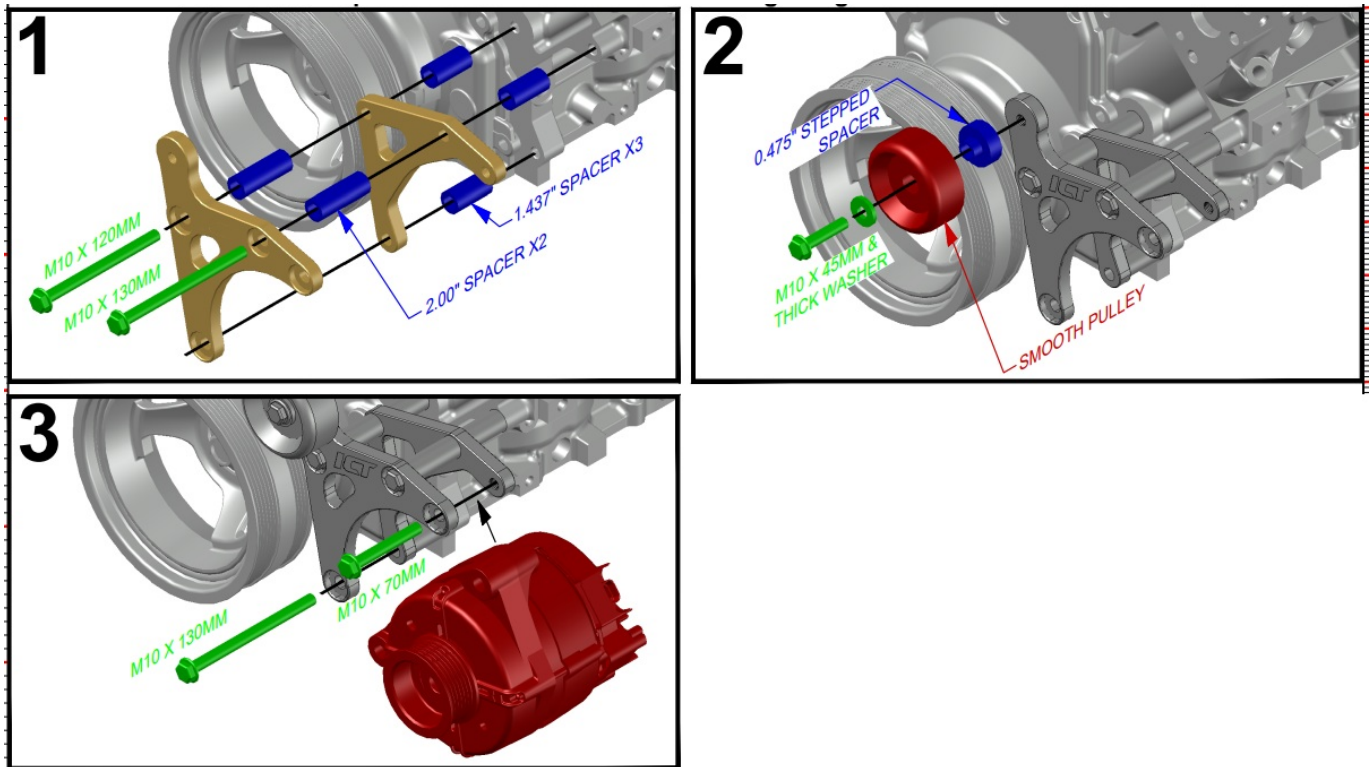 1
M10 X 120MM
M10 X 130MM
1.437" SPACER X3
2.00" SPACER X2
2
0.475" STEPPED
SPACER
ICT
M10 X 45MM &
THICK WASHER
SMOOTH PULLEY
3
ICT
M10 X 70MM
M10 X 130MM